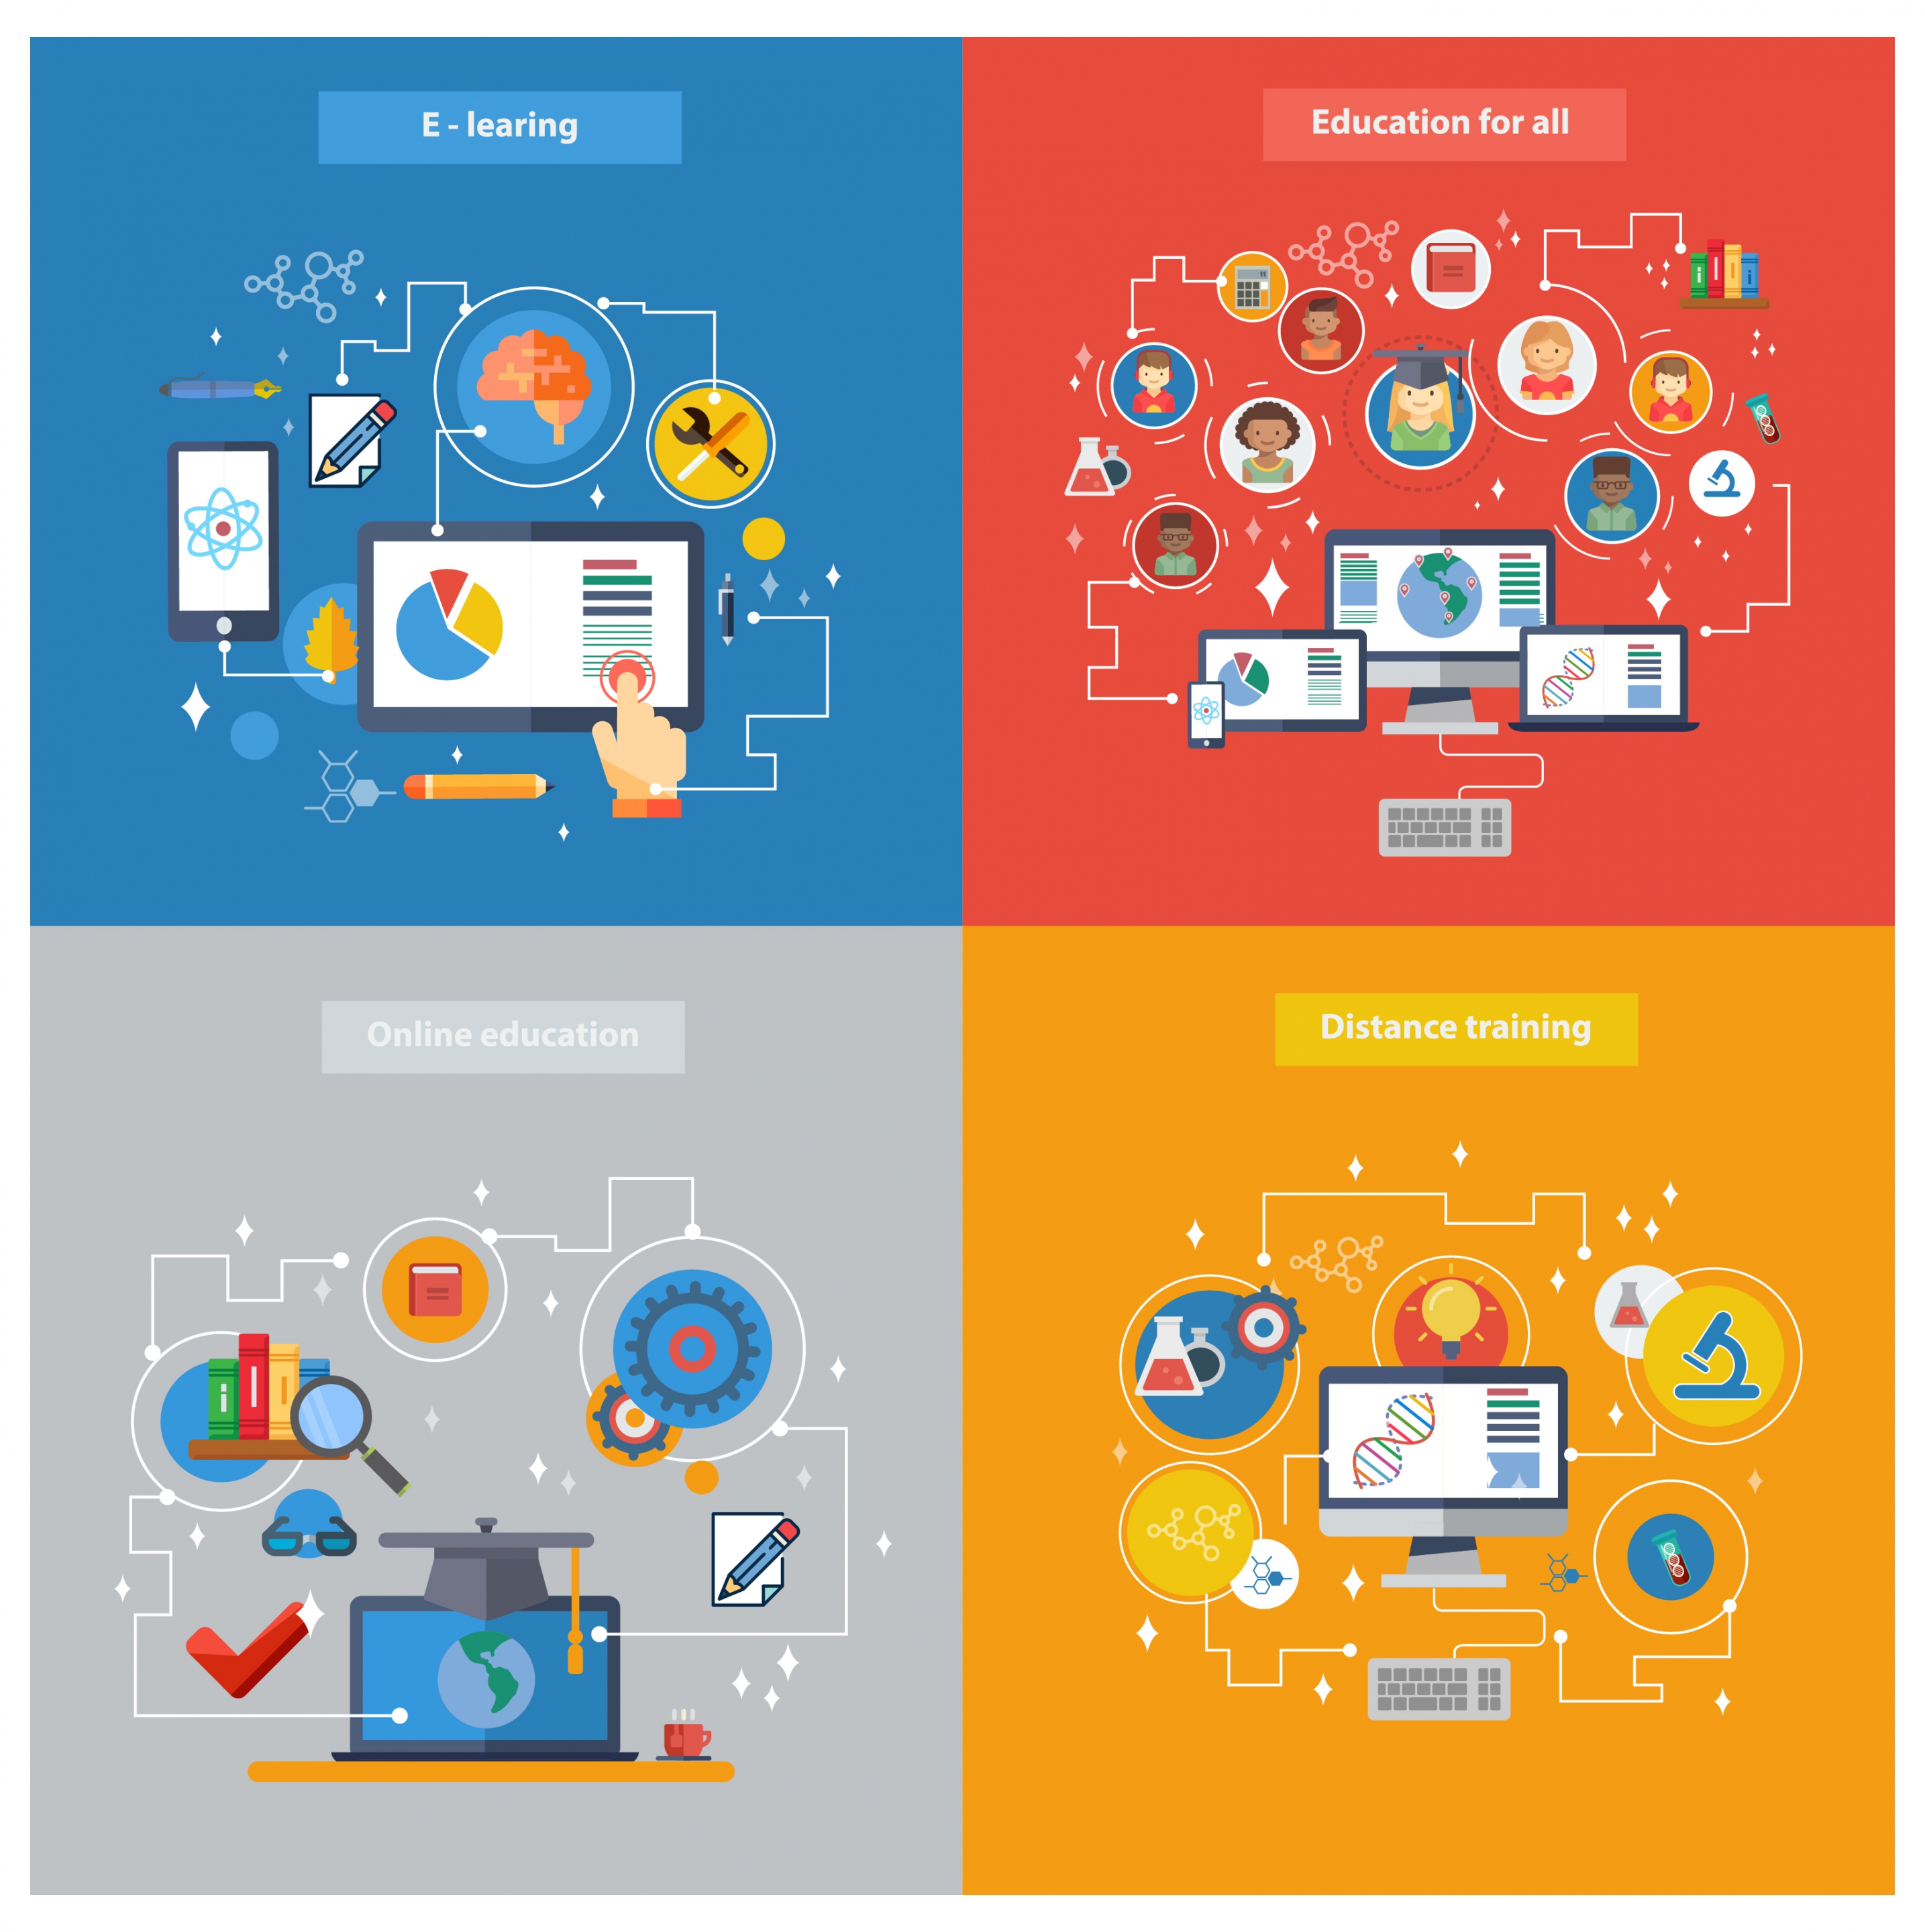 E - learing
Education for all
Online education
Distance training